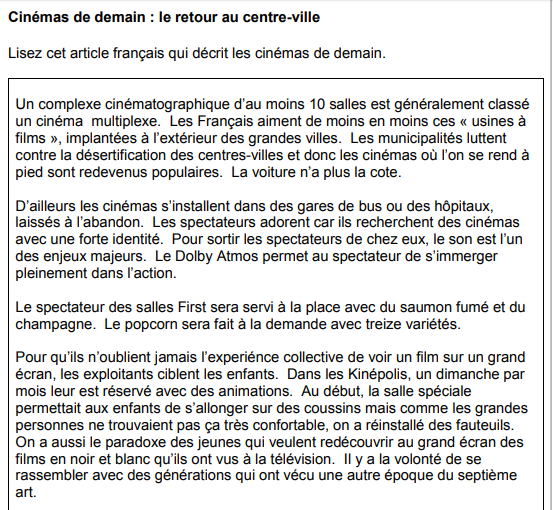 Cinémas de demain : le retour au centre-ville
Lisez cet article français qui décrit les cinémas de demain.
Un complexe cinématographique d’au moins 10 salles est généralement classé
un cinéma  multiplexe.  Les Français aiment de moins en moins ces « usines à
films », implantées à l’extérieur des grandes villes.  Les municipalités luttent
contre la désertification des centres-villes et donc les cinémas où l’on se rend à
pied sont redevenus populaires.  La voiture n’a plus la cote.
D’ailleurs les cinémas s’installent dans des gares de bus ou des hôpitaux,
laissés à l’abandon.  Les spectateurs adorent car ils recherchent des cinémas
avec une forte identité.  Pour sortir les spectateurs de chez eux, le son est l’un
des enjeux majeurs.  Le Dolby Atmos permet au spectateur de s’immerger
pleinement dans l’action.
Le spectateur des salles First sera servi à la place avec du saumon fumé et du
champagne.  Le popcorn sera fait à la demande avec treize variétés.
Pour qu’ils n’oublient jamais l’experiénce collective de voir un film sur un grand
écran, les exploitants ciblent les enfants.  Dans les Kinépolis, un dimanche par
mois leur est réservé avec des animations.  Au début, la salle spéciale
permettait aux enfants de s’allonger sur des coussins mais comme les grandes
personnes ne trouvaient pas ça très confortable, on a réinstallé des fauteuils.
On a aussi le paradoxe des jeunes qui veulent redécouvrir au grand écran des
films en noir et blanc qu’ils ont vus à la télévision.  Il y a la volonté de se
rassembler avec des générations qui ont vécu une autre époque du septième
art.